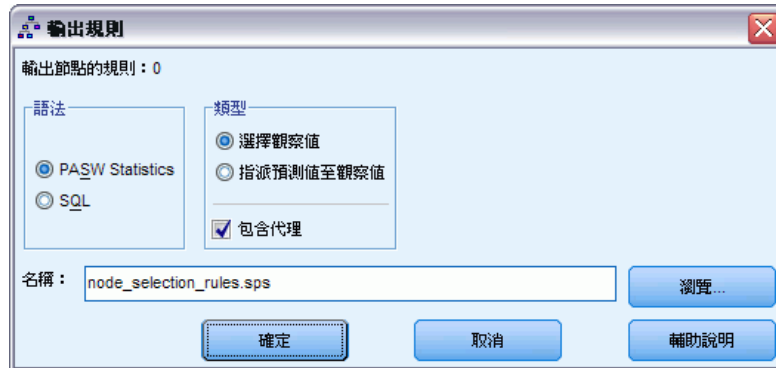 輸出規則
輸出節點的規則：0
語法
PASW Statistics
SQL
類型
選擇觀察值
指派預測值至觀察值
包含代理
名稱：
node_selection_rules.sps
瀏覽...
確定
取消
輔助說明